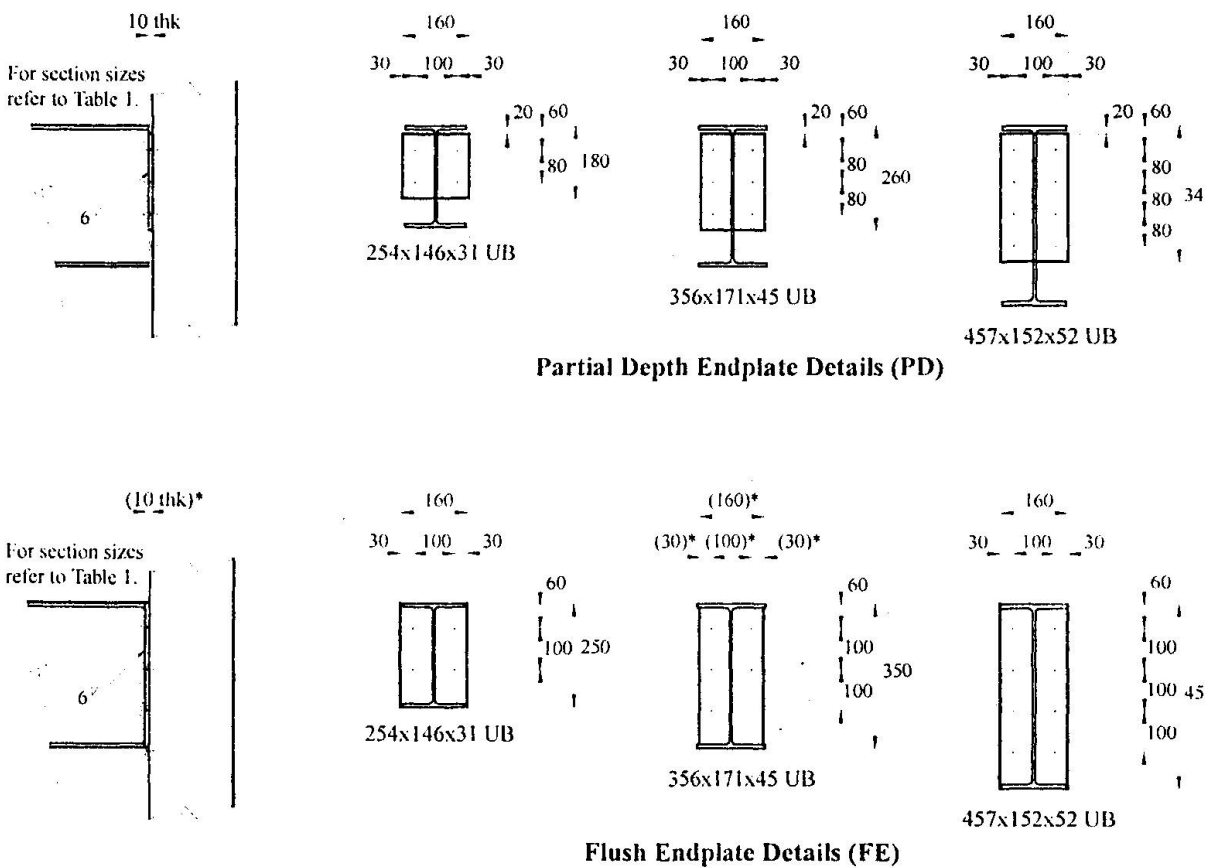 10 thk
For section sizes
refer to Table 1.
6
160
30 100 30
20 60
80 180
254x146x31 UB
160
30 100 30
20 60
80
260
80
356x171x45 UB
160
30 100 30
20 60
80
80
34
80
457x152x52 UB
Partial Depth Endplate Details (PD)
(10 thk)*
For section sizes
refer to Table 1.
6
160
30 100 30
60
100 250
254x146x31 UB
(160)*
(30)* (100)* (30)*
60
100
350
100
356x171x45 UB
160
30 100 30
60
100
100
45
100
457x152x52 UB
Flush Endplate Details (FE)